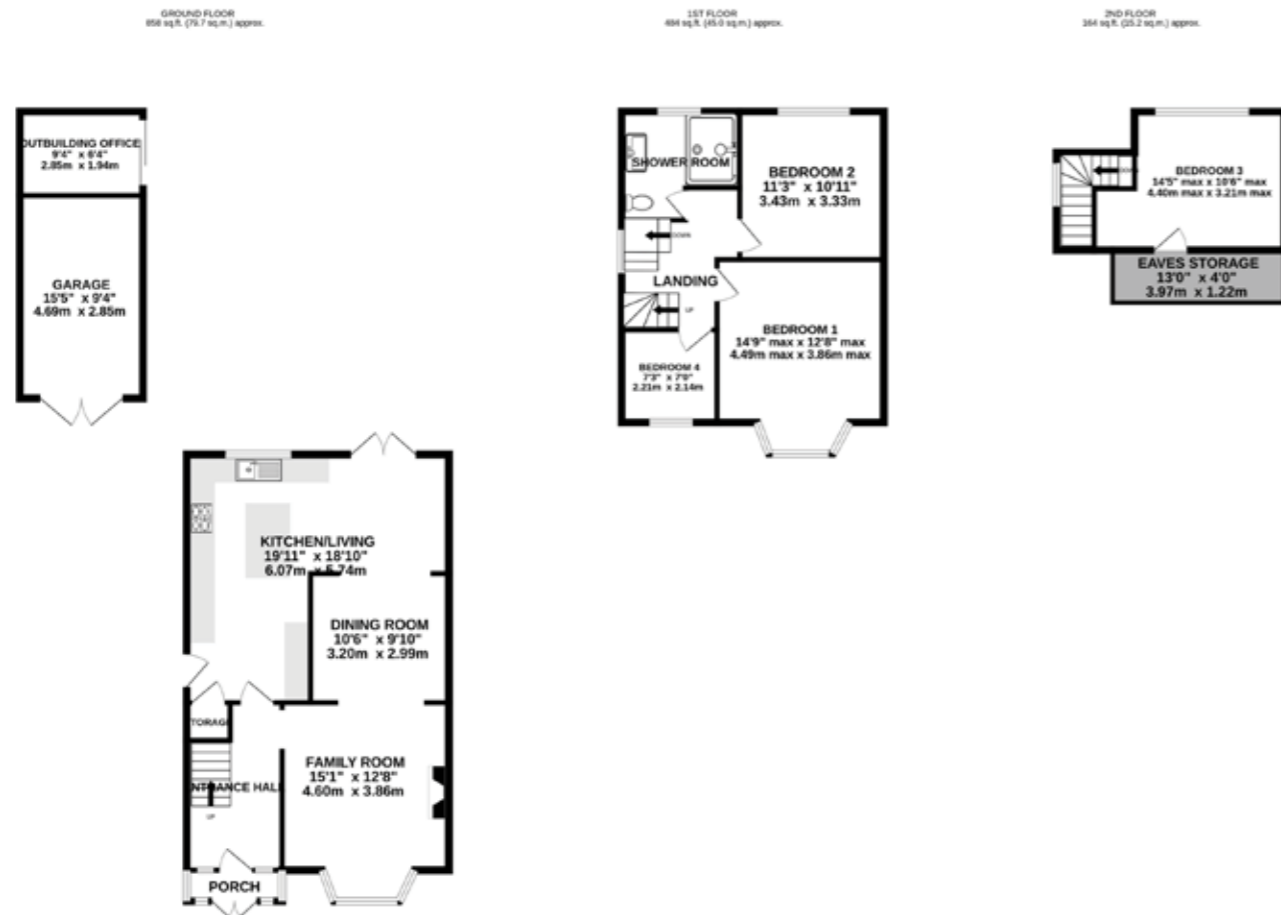 GROUND FLOOR
858 sq.ft. (79.7 sq.m.) approx.
1ST FLOOR
484 sq.ft. (45.0 sq.m.) approx.
2ND FLOOR
164 sq.ft. (15.2 sq.m.) approx.
OUTBUILDING OFFICE
9'4" x 6'4"
2.85m x 1.94m
GARAGE
15'5" x 9'4"
4.69m x 2.85m
KITCHEN/LIVING
19'11" x 18'10"
6.07m x 5.74m
DINING ROOM
10'6" x 9'10"
3.20m x 2.99m
TORAG
FAMILY ROOM
15'1" x 12'8"
4.60m x 3.86m
NTRANCE HALL
UP
PORCH
SHOWER ROOM
BEDROOM 2
11'3" x 10'11"
3.43m x 3.33m
DOWN
LANDING
UP
BEDROOM 1
14'9" max x 12'8" max
4.49m max x 3.86m max
BEDROOM 4
7'3" x 7'0"
2.21m x 2.14m
DOWN
BEDROOM 3
14'5" max x 10'6" max
4.40m max x 3.21m max
EAVES STORAGE
13'0" x 4'0"
3.97m x 1.22m